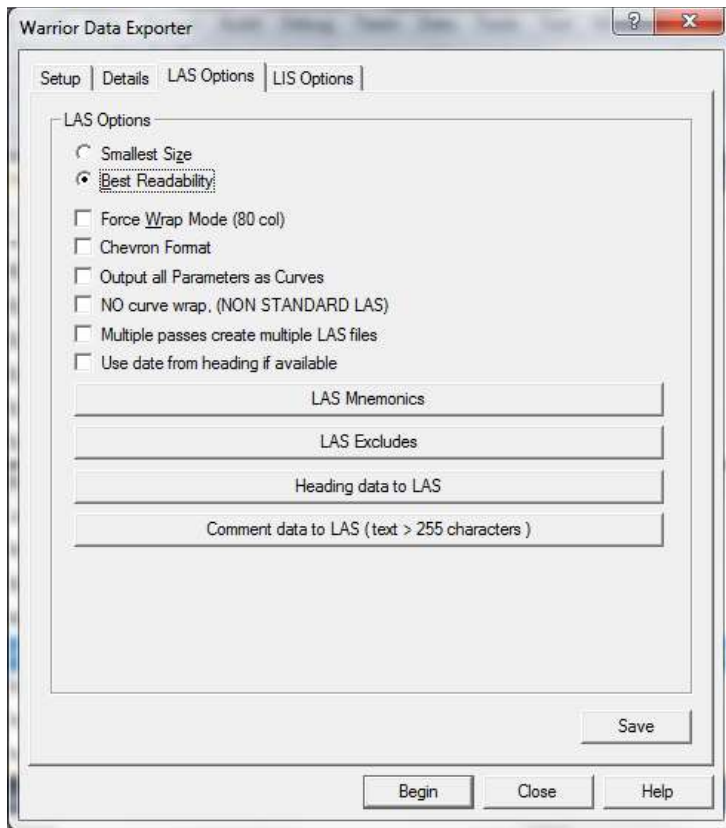 Warrior Data Exporter
?
X
Setup Details LAS Options LIS Options
LAS Options
Smallest Size
Best Readability
Force Wrap Mode (80 col)
Chevron Format
Output all Parameters as Curves
NO curve wrap, (NON STANDARD LAS)
Multiple passes create multiple LAS files
Use date from heading if available
LAS Mnemonics
LAS Excludes
Heading data to LAS
Comment data to LAS ( text > 255 characters )
Save
Begin Close Help